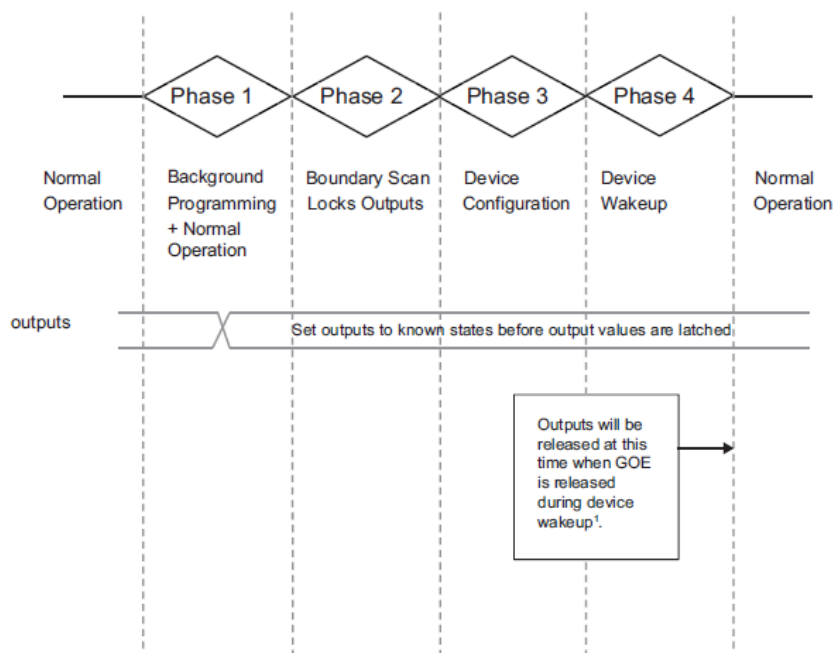 Phase 1
Phase 2
Phase 3
Phase 4
Normal
Operation
Background
Programming
+ Normal
Operation
Boundary Scan
Locks Outputs
Device
Configuration
Device
Wakeup
Normal
Operation
outputs
Set outputs to known states before output values are latched
Outputs will be
released at this
time when GOE
is released
during device
wakeup¹.